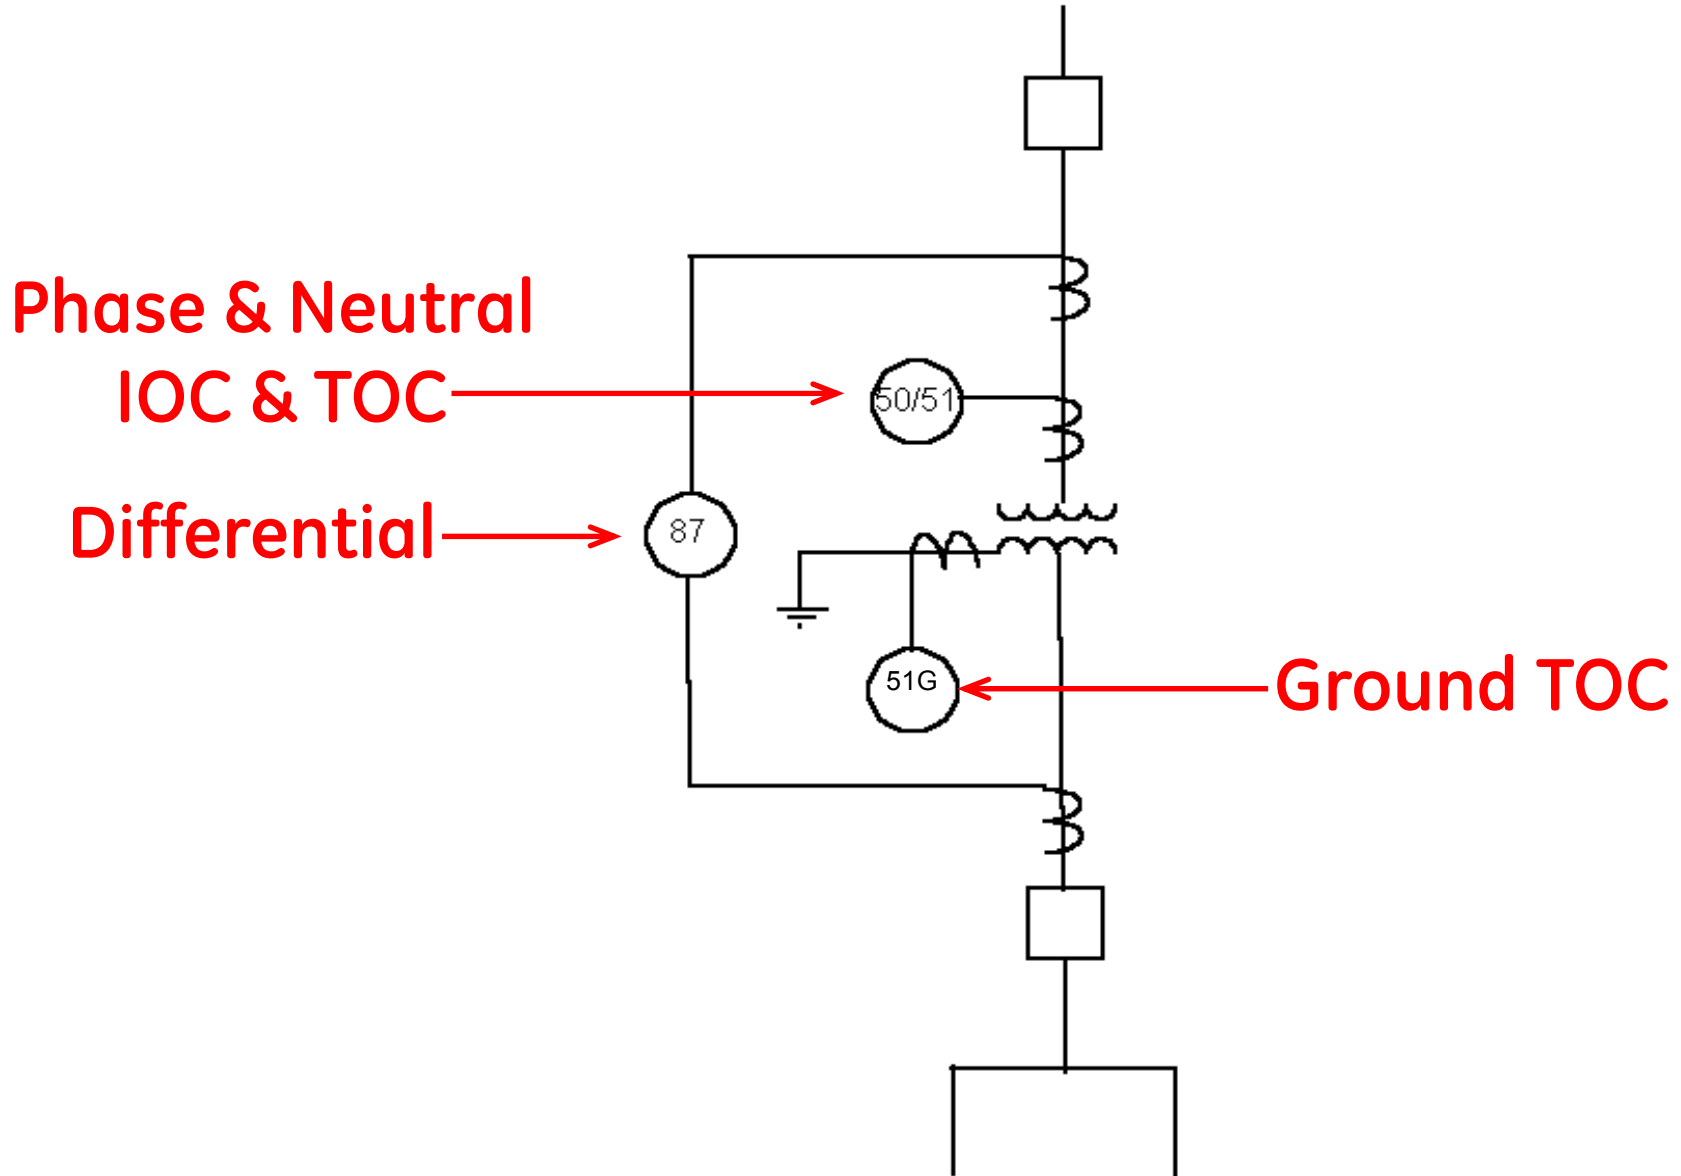 Phase & Neutral
IOC & TOC
50/51
Differential
87
51G
Ground TOC